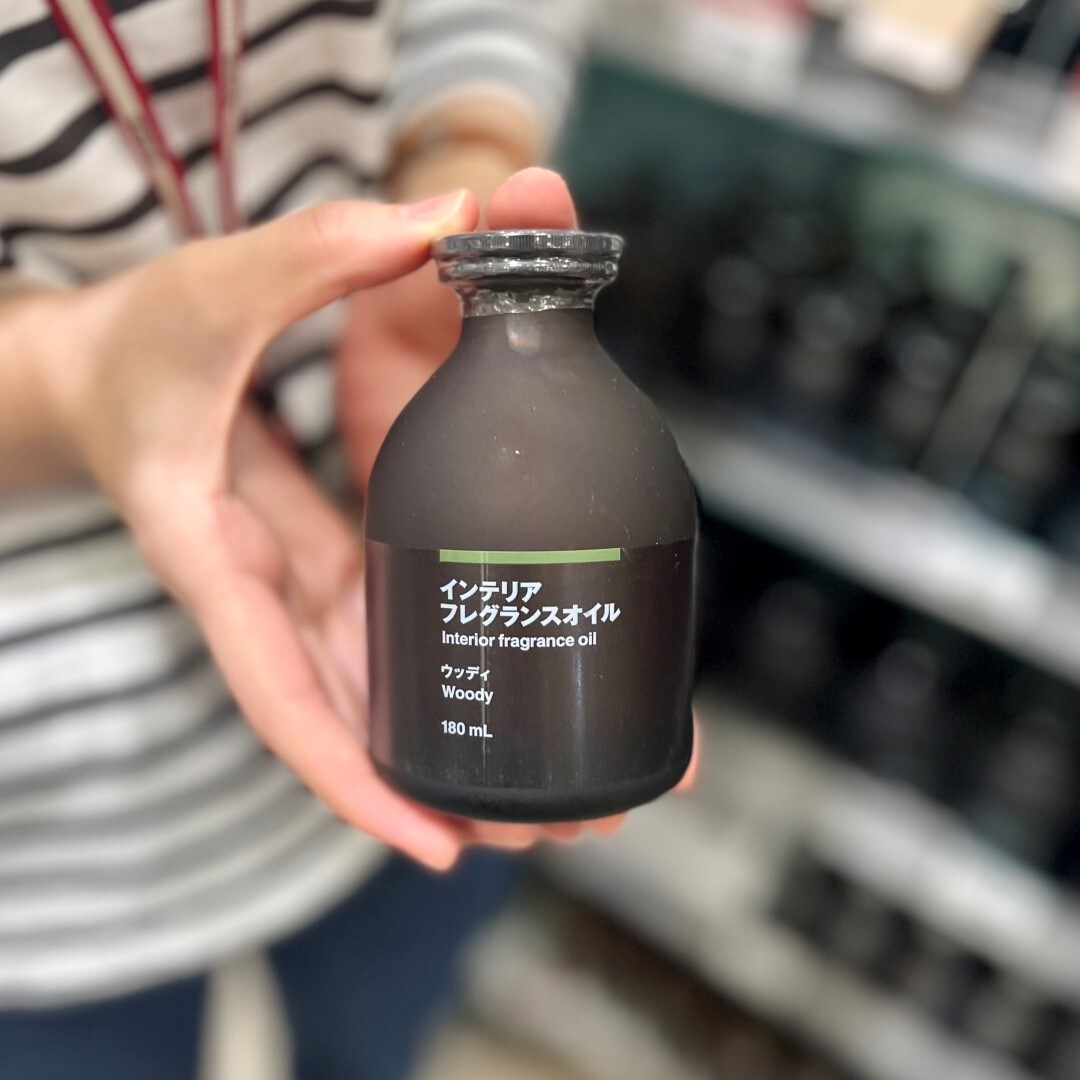 インテリア
フレグランスオイル
Interior fragrance oil
ウッディ
Woody
180 mL